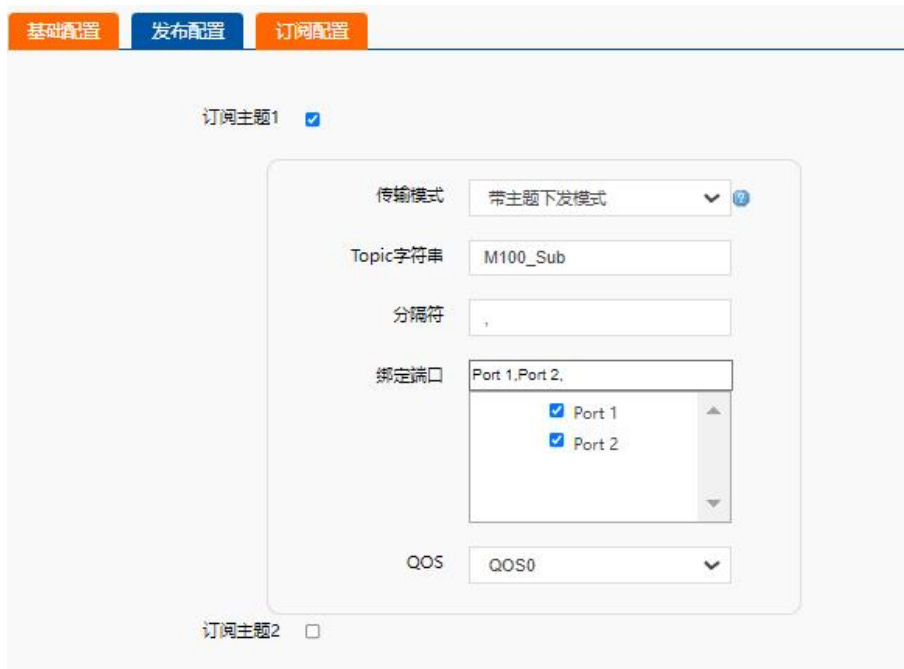 基础配置 发布配置 订阅配置
订阅主题1
传输模式 带主题下发模式
Topic字符串 M100_Sub
分隔符 ,
绑定端口 Port 1,Port 2,
Port 1
Port 2
QOS QOS0
订阅主题2